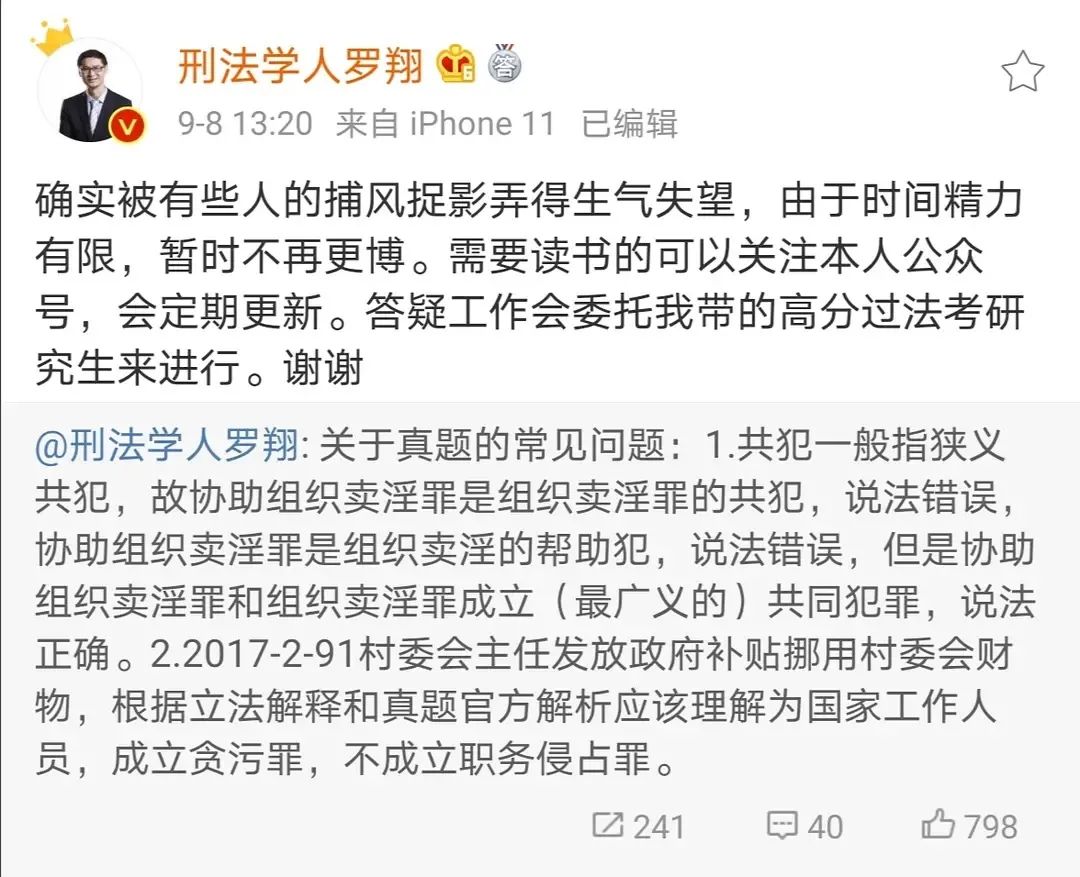 刑法学人罗翔 6 答
9-8 13:20 来自 iPhone 11 已编辑
V
确实被有些人的捕风捉影弄得生气失望，由于时间精力
有限，暂时不再更博。需要读书的可以关注本人公众
号，会定期更新。答疑工作会委托我带的高分过法考研
究生来进行。谢谢
@刑法学人罗翔: 关于真题的常见问题：1.共犯一般指狭义
共犯，故协助组织卖淫罪是组织卖淫罪的共犯，说法错误，
协助组织卖淫罪是组织卖淫的帮助犯，说法错误，但是协助
组织卖淫罪和组织卖淫罪成立（最广义的）共同犯罪，说法
正确。2.2017-2-91村委会主任发放政府补贴挪用村委会财
物，根据立法解释和真题官方解析应该理解为国家工作人
员，成立贪污罪，不成立职务侵占罪。
241 40 798